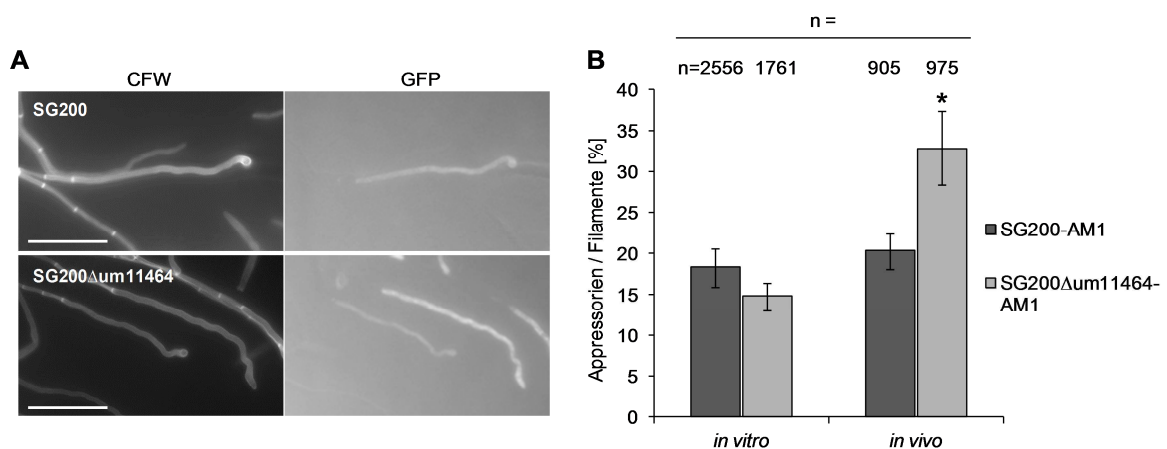 n =
A
B
CFW
GFP
n=2556 1761 905 975
SG200
SG200Δum11464
*
40
35
30
25
20
15
10
5
0
Appressorien / Filamente [%]
in vitro
in vivo
SG200-AM1
SG200Δum11464-
AM1